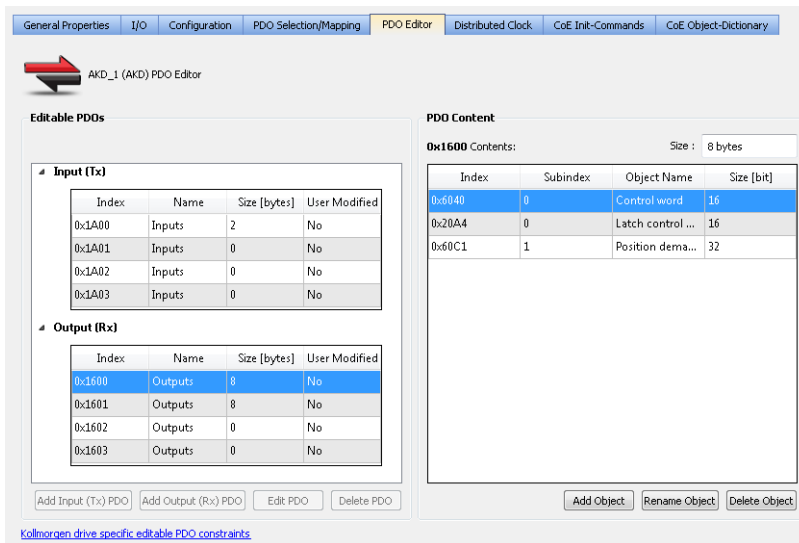 General Properties I/O Configuration PDO Selection/Mapping PDO Editor Distributed Clock CoE Init-Commands CoE Object-Dictionary
AKD_1 (AKD) PDO Editor
Editable PDOs
Input (Tx)
Index Name Size [bytes] User Modified
0x1A00 Inputs 2 No
0x1A01 Inputs 0 No
0x1A02 Inputs 0 No
0x1A03 Inputs 0 No
Output (Rx)
Index Name Size [bytes] User Modified
0x1600 Outputs 8 No
0x1601 Outputs 8 No
0x1602 Outputs 0 No
0x1603 Outputs 0 No
Add Input (Tx) PDO Add Output (Rx) PDO Edit PDO Delete PDO
PDO Content
0x1600 Contents: Size : 8 bytes
Index Subindex Object Name Size [bit]
0x6040 0 Control word 16
0x20A4 0 Latch control ... 16
0x60C1 1 Position dema... 32
Add Object Rename Object Delete Object
Kollmorgen drive specific editable PDO constraints